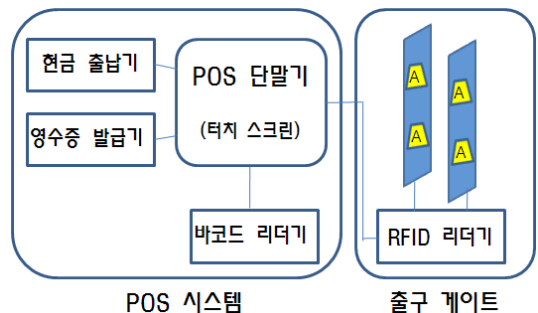 현금 출납기
영수증 발급기
POS 단말기
(터치 스크린)
바코드 리더기
POS 시스템
A
A
A
A
RFID 리더기
출구 게이트